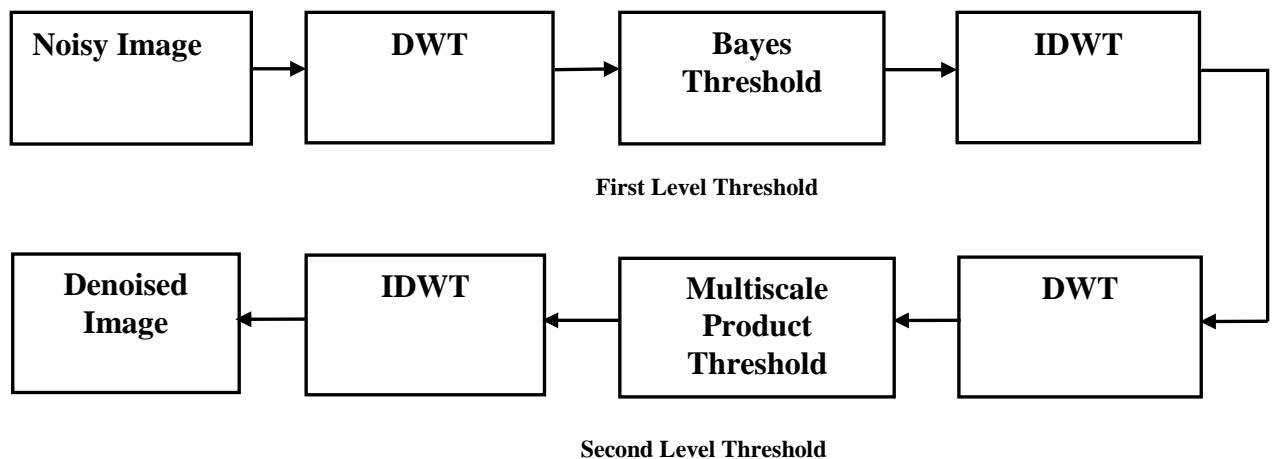 Noisy Image
DWT
Bayes
Threshold
IDWT
First Level Threshold
Denoised
Image
IDWT
Multiscale
Product
Threshold
DWT
Second Level Threshold